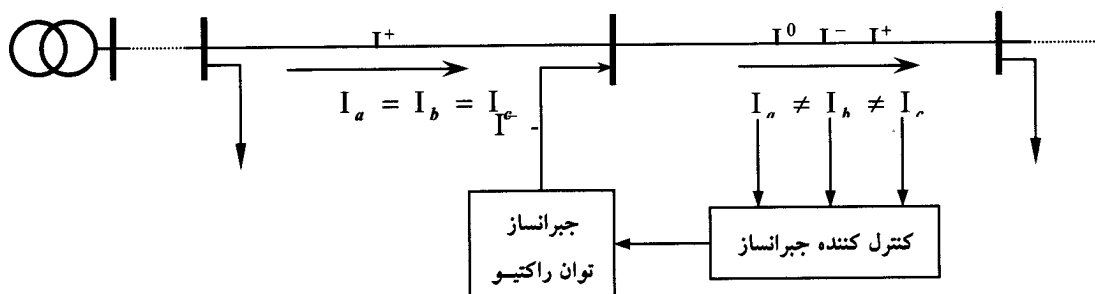 I⁺
I⁰ I⁻ I⁺
I_a = I_b = I_c
I_a ≠ I_b ≠ I_c
I⁻
جبرانساز
توان راکتیو
کنترل کننده جبرانساز